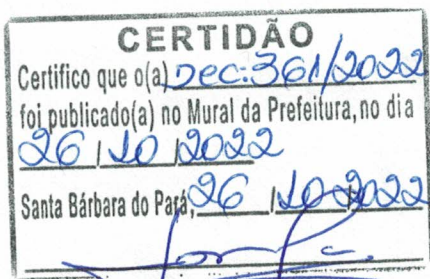 CERTIDÃO
Certifico que o(a) Dec: 361/2022
foi publicado(a) no Mural da Prefeitura, no dia
26 / 10 / 2022
Santa Bárbara do Pará, 26 / 10 / 2022